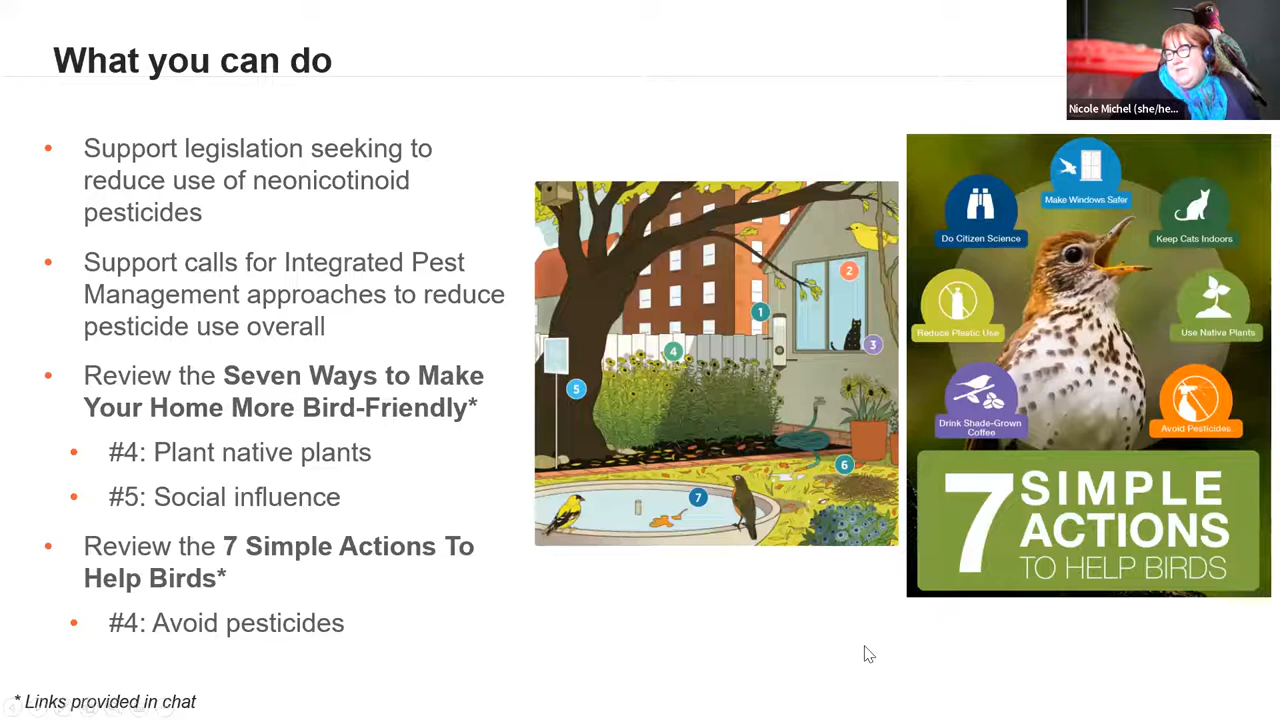 What you can do
Nicole Michel (she/he...
• Support legislation seeking to
reduce use of neonicotinoid
pesticides
• Support calls for Integrated Pest
Management approaches to reduce
pesticide use overall
• Review the Seven Ways to Make
Your Home More Bird-Friendly*
• #4: Plant native plants
• #5: Social influence
• Review the 7 Simple Actions To
Help Birds*
• #4: Avoid pesticides
* Links provided in chat
1
2
3
4
5
6
7
Make Windows Safer
Do Citizen Science
Keep Cats Indoors
Reduce Plastic Use
Use Native Plants
Drink Shade-Grown
Coffee
Avoid Pesticides
7 SIMPLE
ACTIONS
TO HELP BIRDS